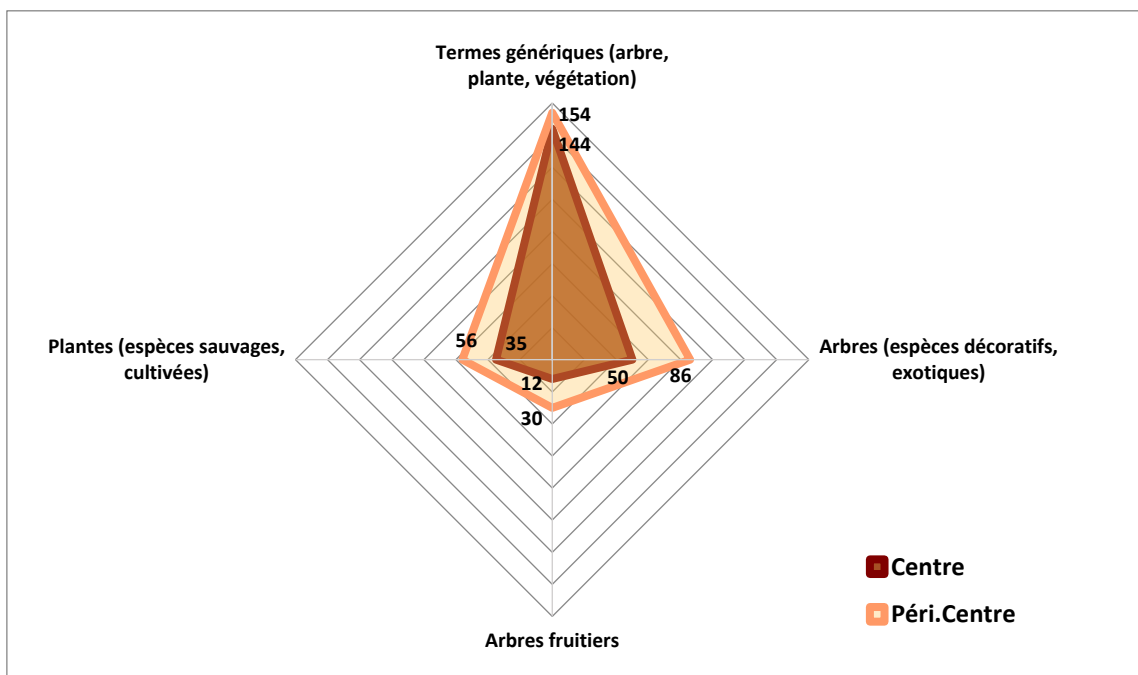 Termes génériques (arbre,
plante, végétation)
154
144
Plantes (espèces sauvages,
cultivées)
56
35
12
30
50
86
Arbres (espèces décoratifs,
exotiques)
Arbres fruitiers
Centre
Péri.Centre